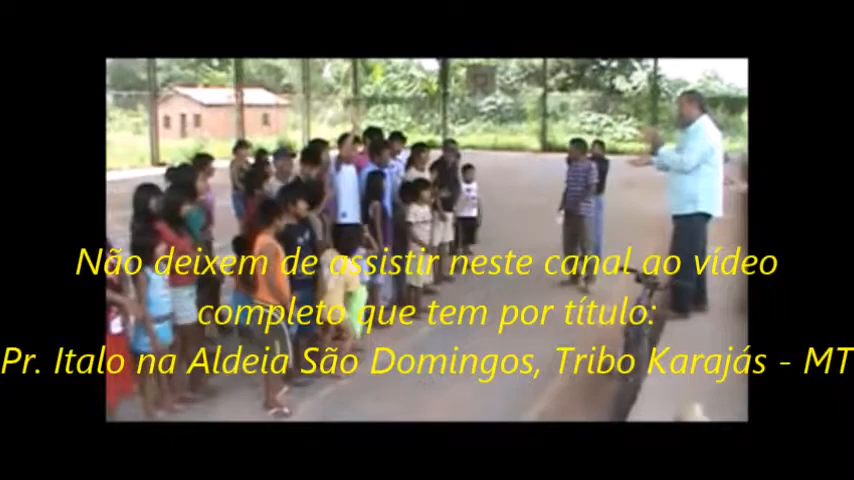 Não deixem de assistir neste canal ao vídeo
completo que tem por título:
Pr. Italo na Aldeia São Domingos, Tribo Karajás - MT